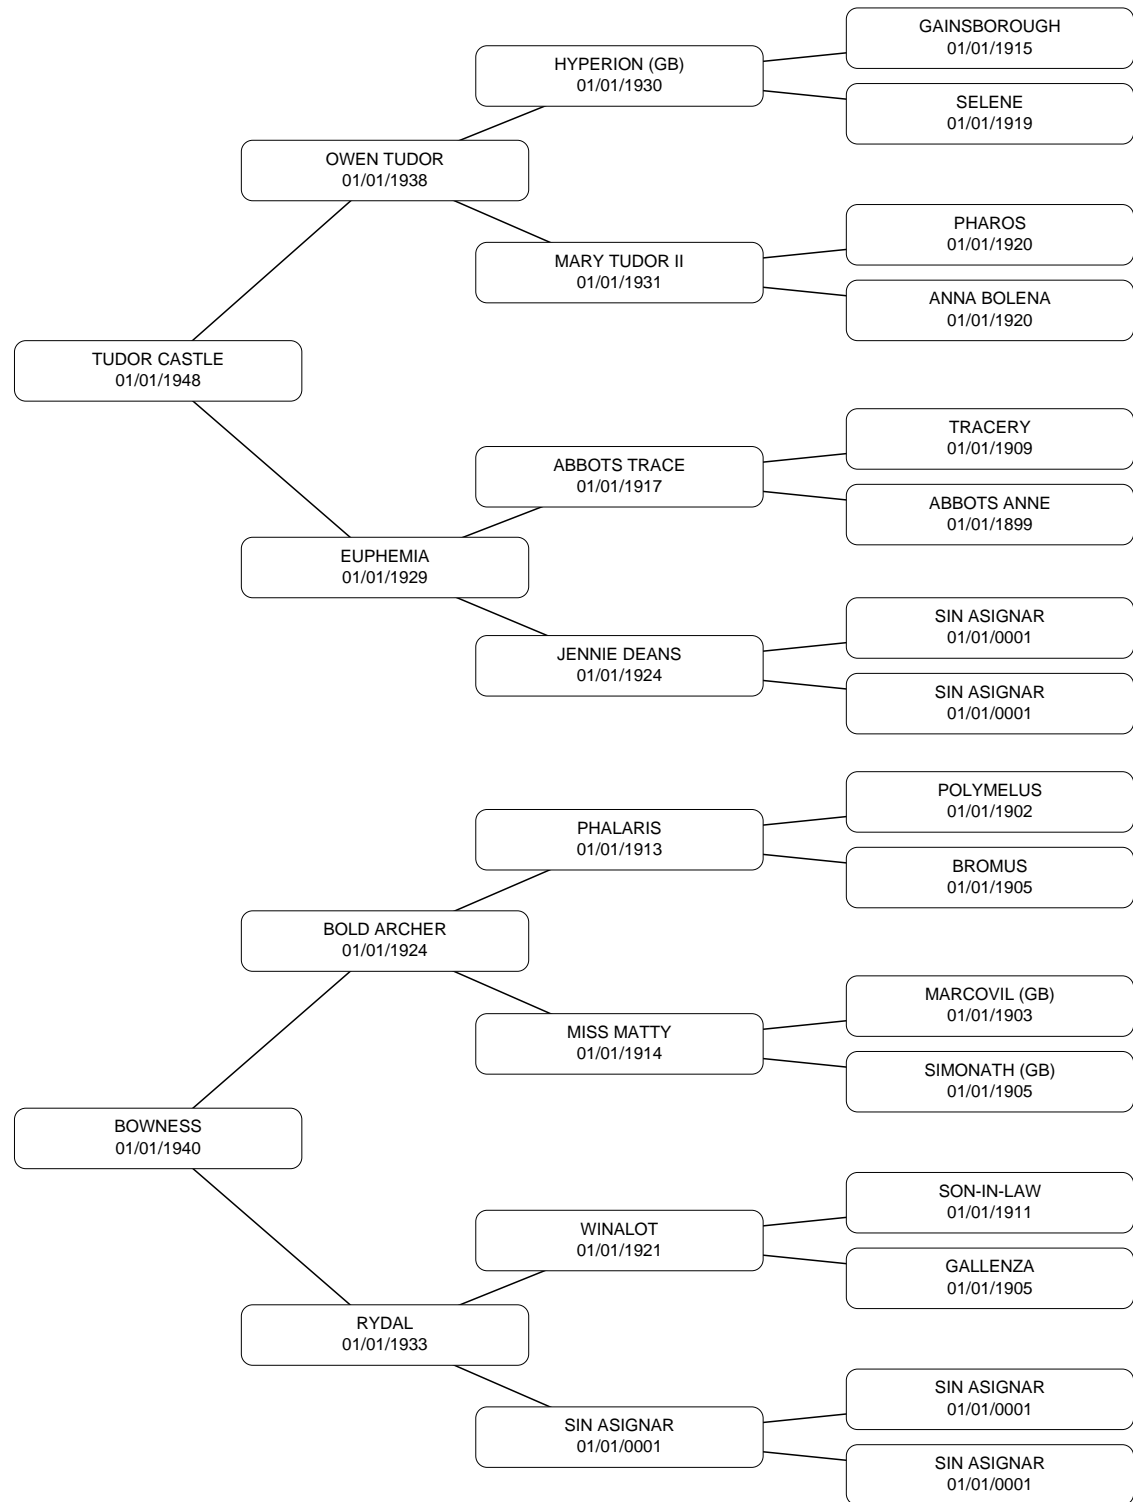 GAINSBOROUGH
01/01/1915
HYPERION (GB)
01/01/1930
SELENE
01/01/1919
OWEN TUDOR
01/01/1938
PHAROS
01/01/1920
MARY TUDOR II
01/01/1931
ANNA BOLENA
01/01/1920
TUDOR CASTLE
01/01/1948
TRACERY
01/01/1909
ABBOTS TRACE
01/01/1917
ABBOTS ANNE
01/01/1899
EUPHEMIA
01/01/1929
SIN ASIGNAR
01/01/0001
JENNIE DEANS
01/01/1924
SIN ASIGNAR
01/01/0001
POLYMELUS
01/01/1902
PHALARIS
01/01/1913
BROMUS
01/01/1905
BOLD ARCHER
01/01/1924
MARCOVIL (GB)
01/01/1903
MISS MATTY
01/01/1914
SIMONATH (GB)
01/01/1905
BOWNESS
01/01/1940
SON-IN-LAW
01/01/1911
WINALOT
01/01/1921
GALLENZA
01/01/1905
RYDAL
01/01/1933
SIN ASIGNAR
01/01/0001
SIN ASIGNAR
01/01/0001
SIN ASIGNAR
01/01/0001